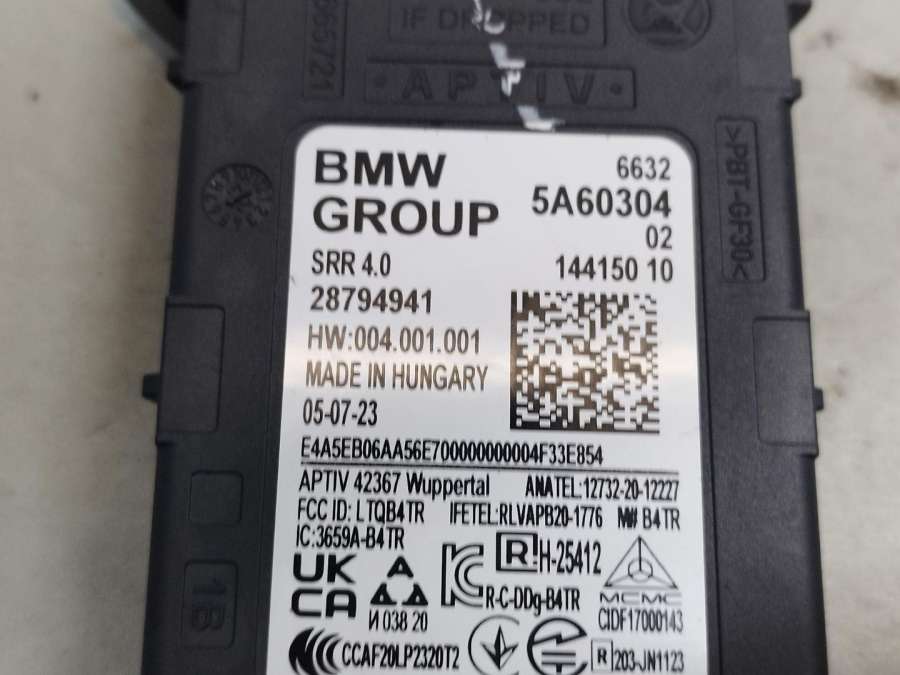 IF DROPPED
· APTIV ·
>PBT-GF30<
BMW
GROUP
6632
5A60304
02
144150 10
SRR 4.0
28794941
HW:004.001.001
MADE IN HUNGARY
05-07-23
E4A5EB06AA56E700000000004F33E854
APTIV 42367 Wuppertal ANATEL:12732-20-12227
FCC ID: LTQB4TR IFETEL:RLVAPB20-1776 M# B4TR
IC:3659A-B4TR
UK
CA
И 038 20
R-C-DDg-B4TR
R H-25412
MCMC
CIDF17000143
CCAF20LP2320T2
R 203-JN1123
1B